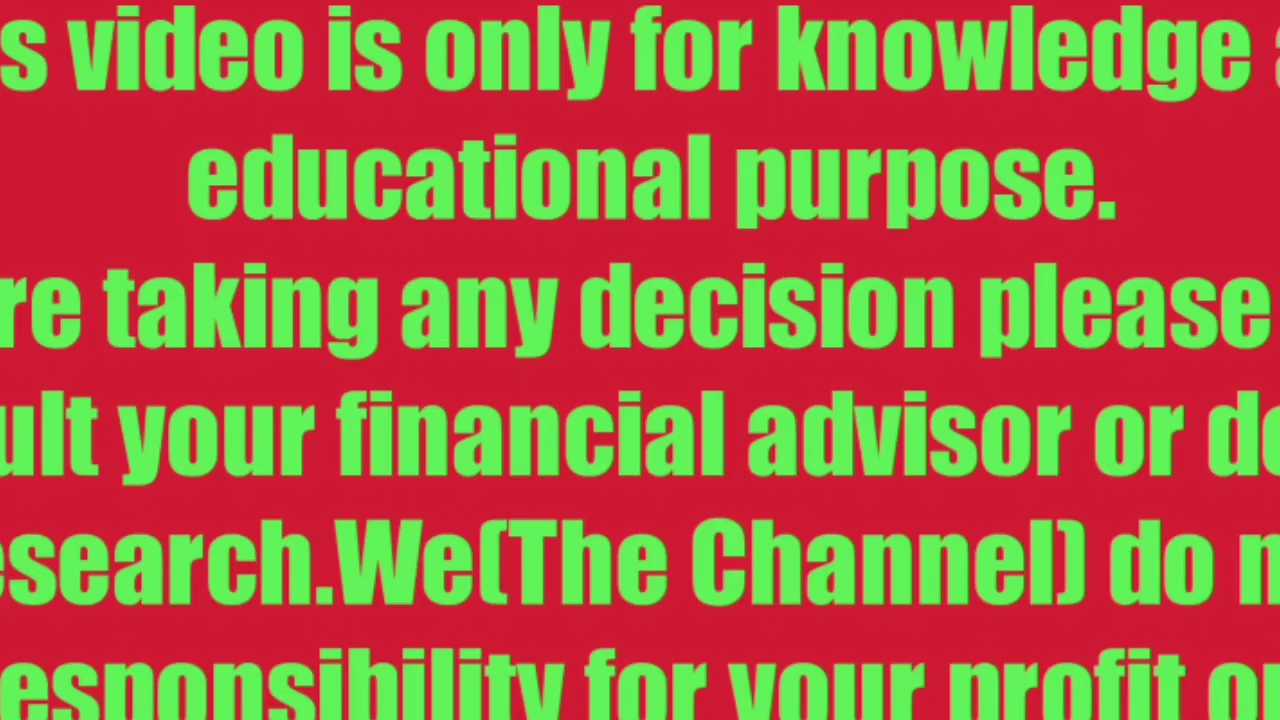 s video is only for knowledge
educational purpose.
re taking any decision please
ult your financial advisor or
esearch.We(The Channel) do
esponsibility for your profit